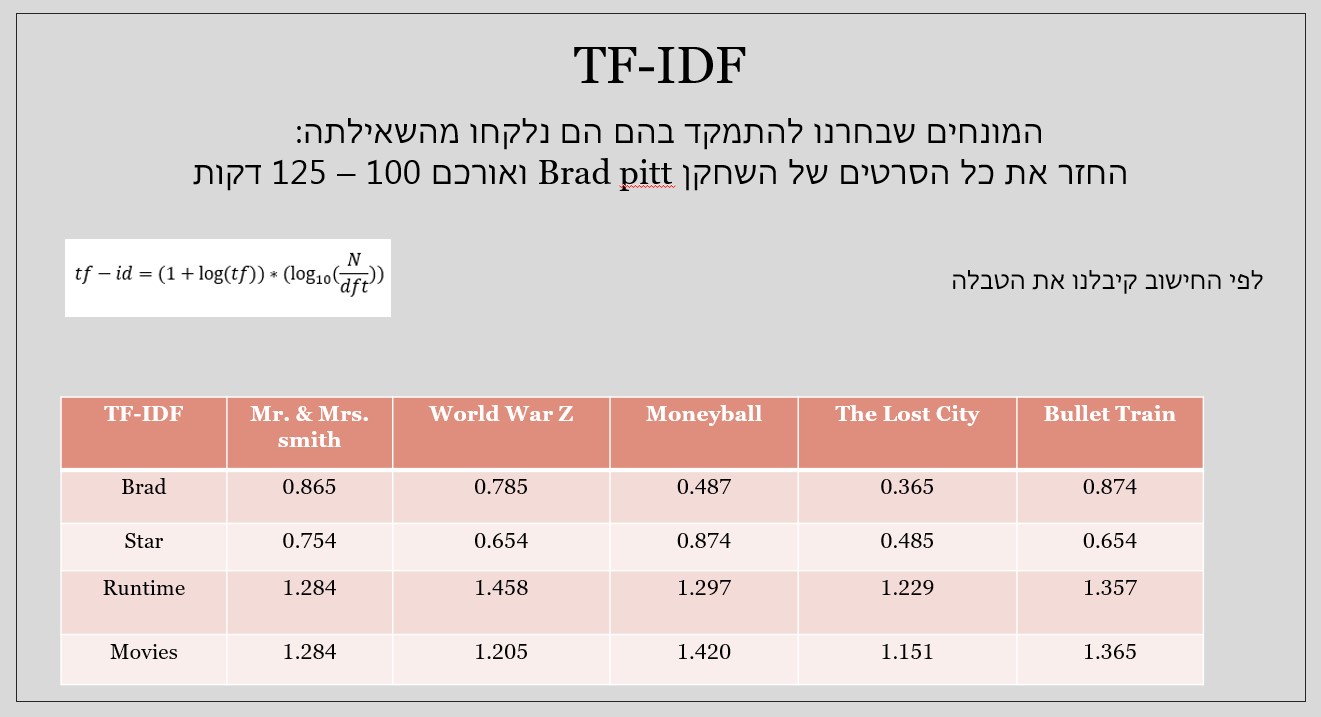 TF-IDF
המונחים שבחרנו להתמקד בהם הם נלקחו מהשאילתה:
החזר את כל הסרטים של השחקן Brad pitt ואורכם 100 – 125 דקות
לפי החישוב קיבלנו את הטבלה
tf − id = (1 + log(tf)) ∗ (log₁₀(N/dft))
TF-IDF Mr. & Mrs. smith World War Z Moneyball The Lost City Bullet Train
Brad 0.865 0.785 0.487 0.365 0.874
Star 0.754 0.654 0.874 0.485 0.654
Runtime 1.284 1.458 1.297 1.229 1.357
Movies 1.284 1.205 1.420 1.151 1.365